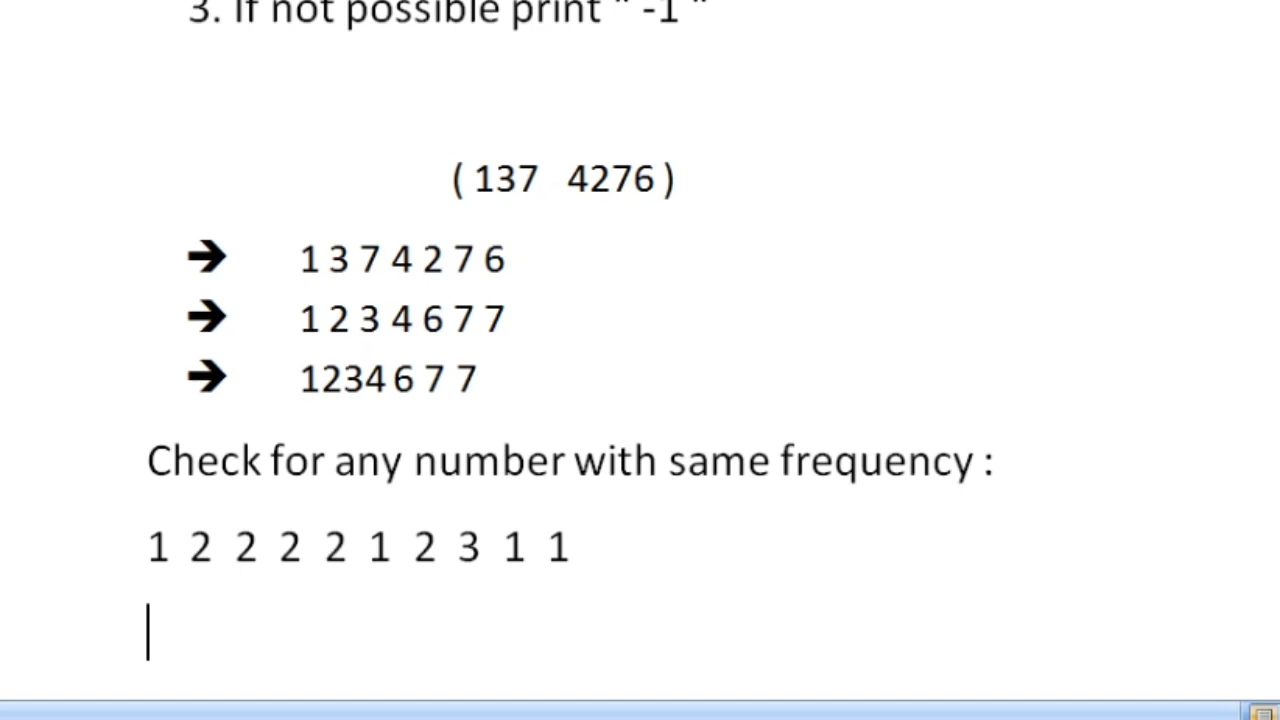 3. If not possible print " -1 "
( 137 4276 )
➔ 1 3 7 4 2 7 6
➔ 1 2 3 4 6 7 7
➔ 1234 6 7 7
Check for any number with same frequency :
1 2 2 2 2 1 2 3 1 1